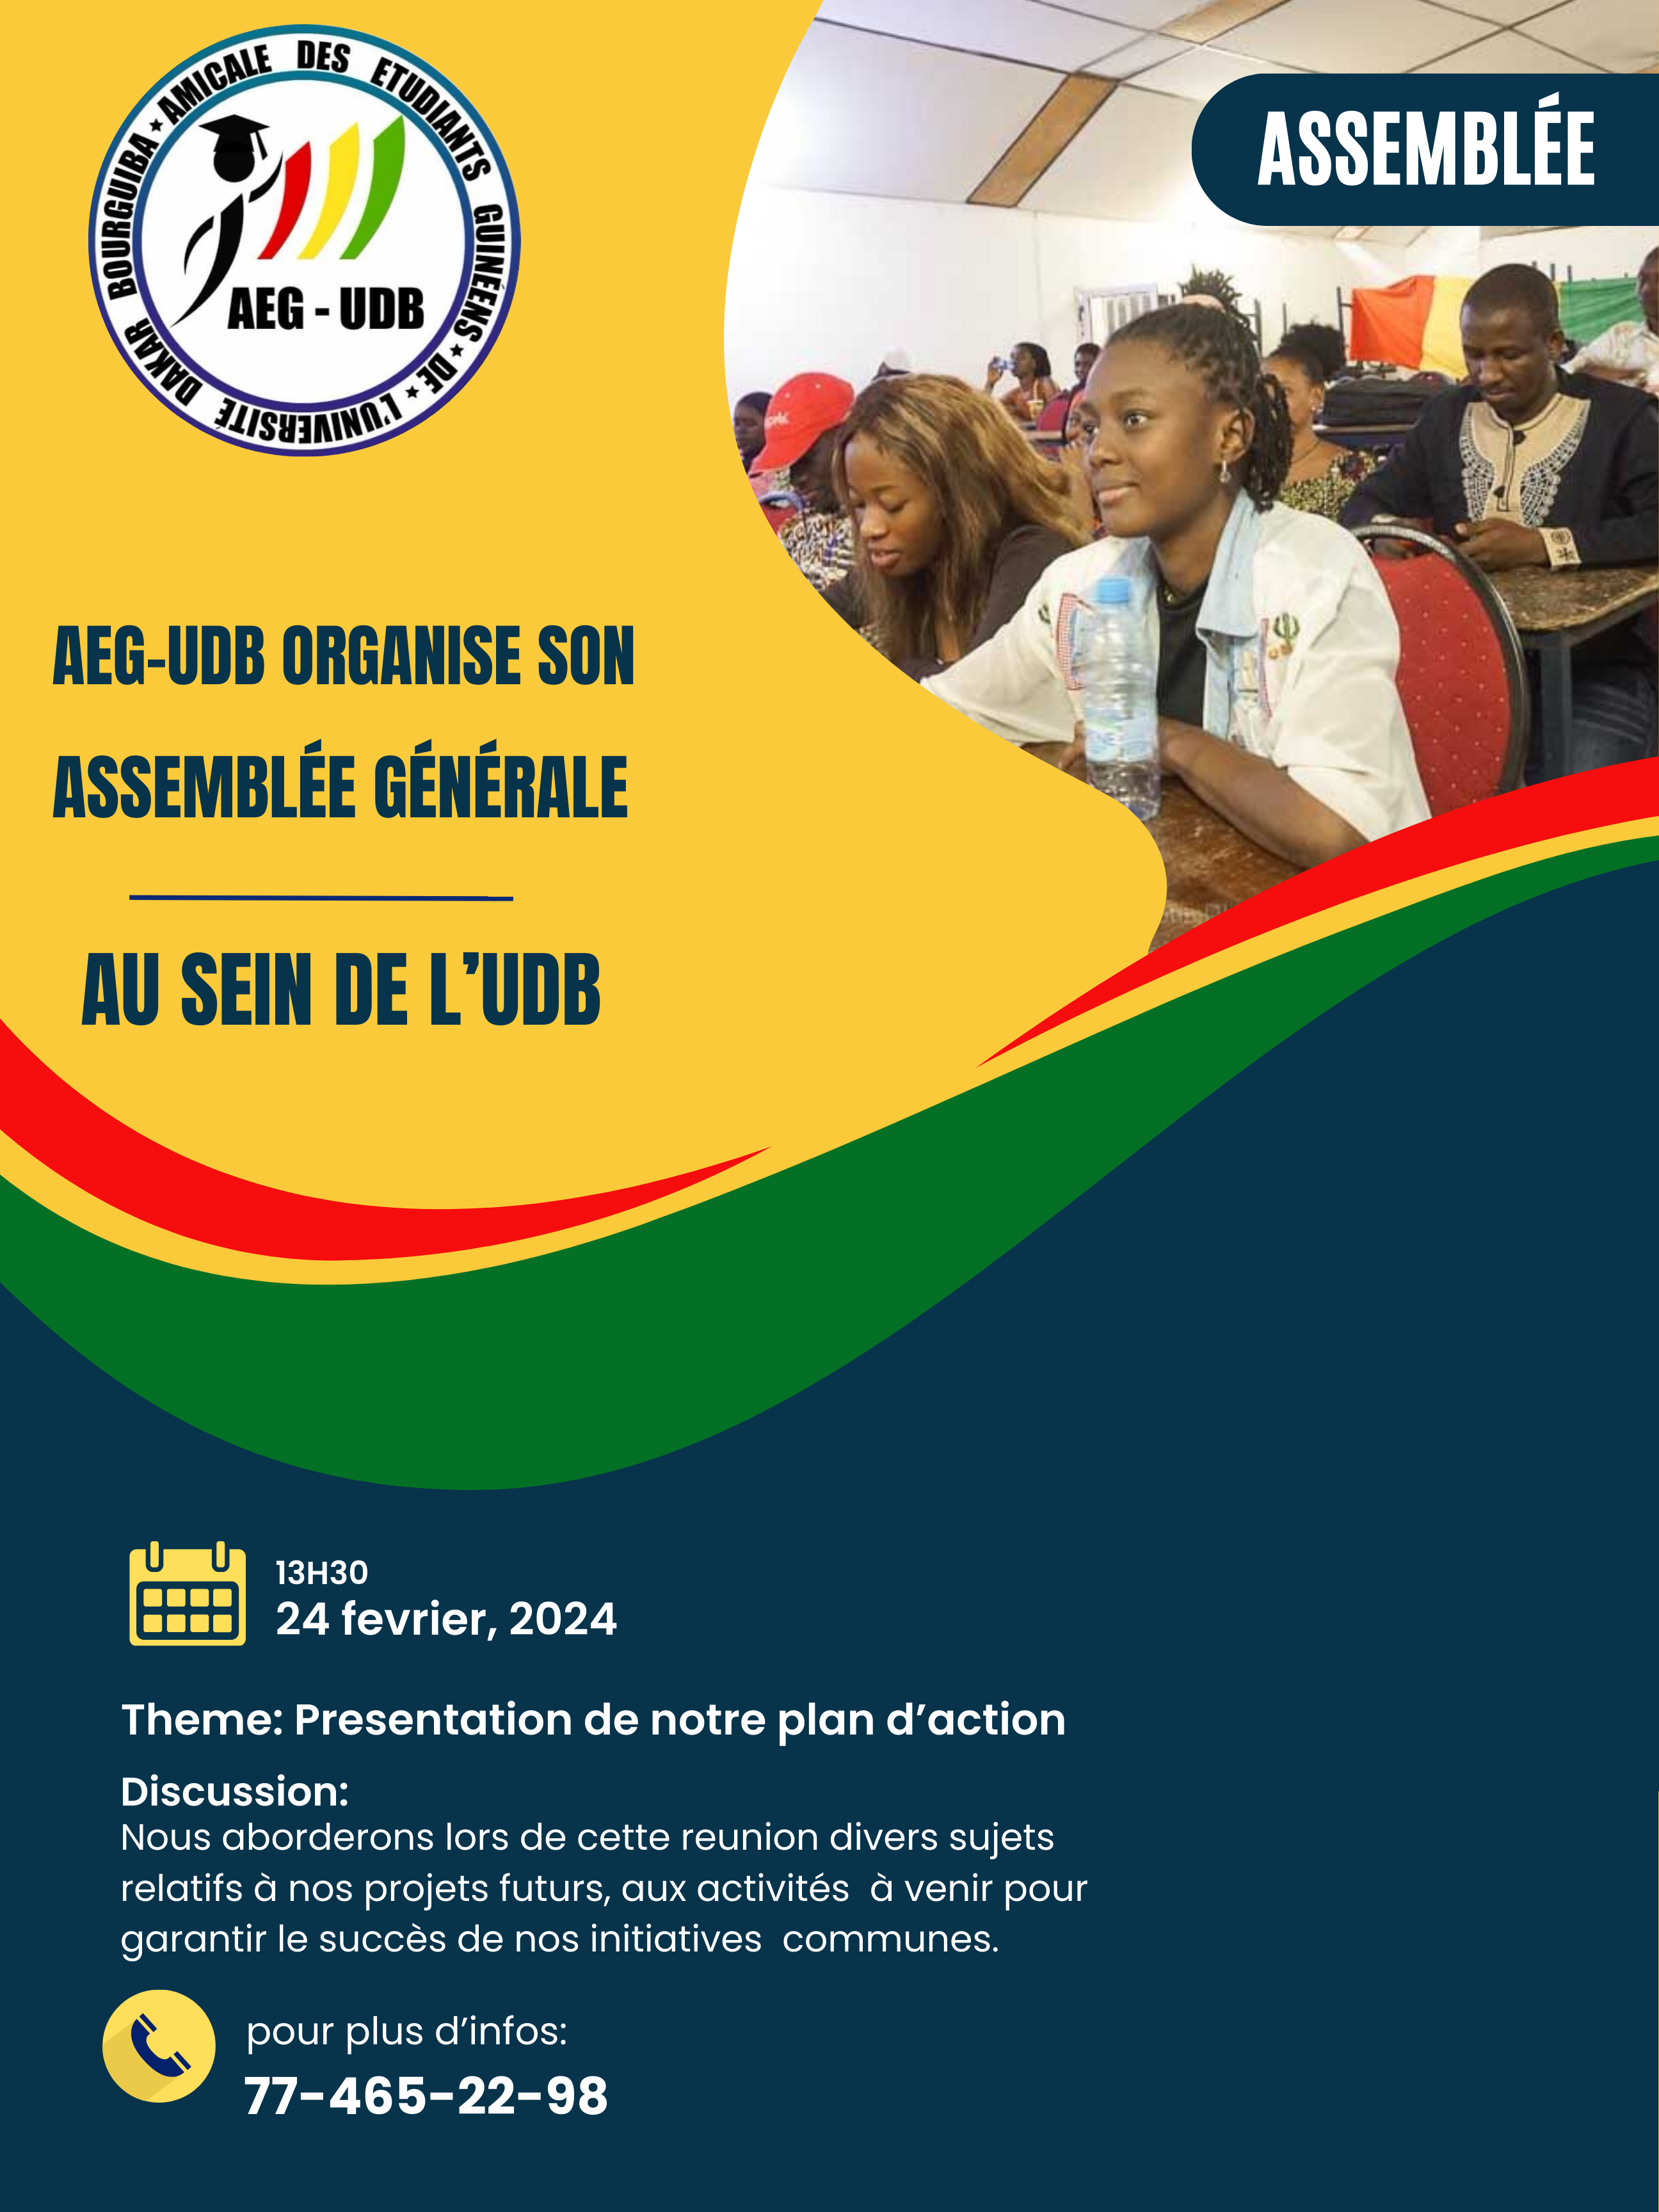 AMICALE DES ETUDIANTS GUINÉENS DE L'UNIVERSITÉ DAKAR BOURGUIBA
AEG - UDB
ASSEMBLÉE
AEG-UDB ORGANISE SON
ASSEMBLÉE GÉNÉRALE
AU SEIN DE L'UDB
13H30
24 fevrier, 2024
Theme: Presentation de notre plan d'action
Discussion:
Nous aborderons lors de cette reunion divers sujets
relatifs à nos projets futurs, aux activités à venir pour
garantir le succès de nos initiatives communes.
pour plus d'infos:
77-465-22-98